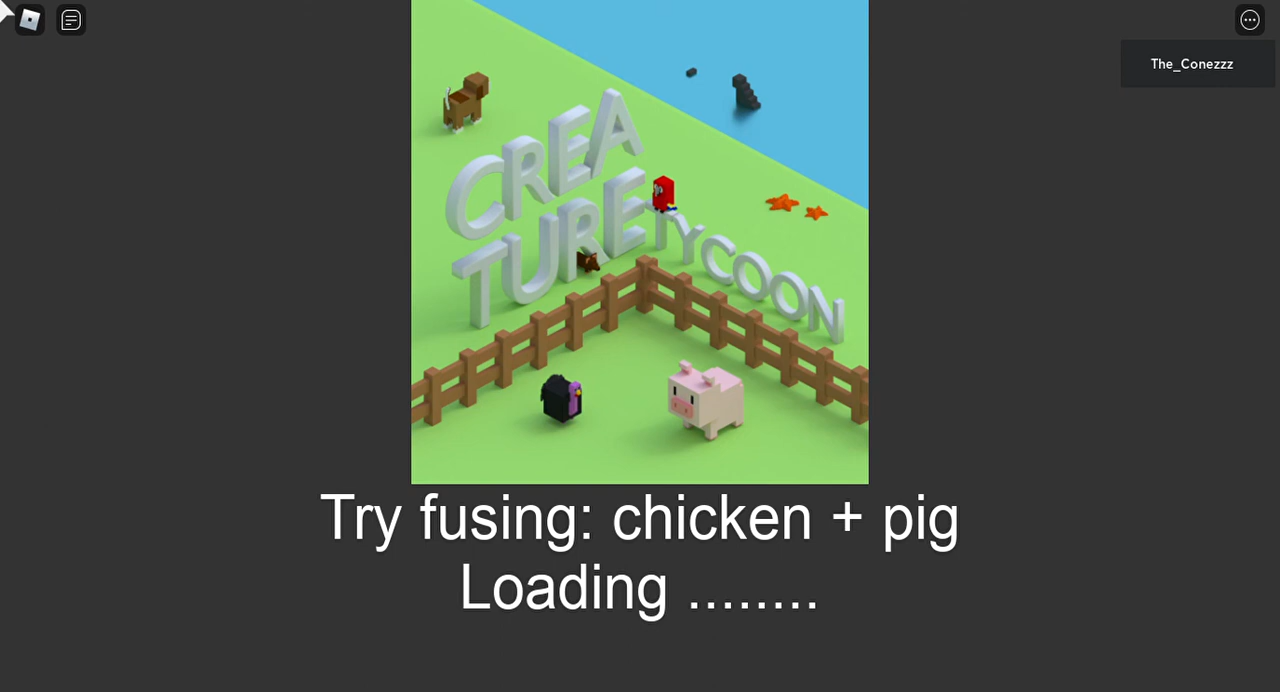 The_Conezzz
CREA
TURE
TYCOON
Try fusing: chicken + pig
Loading ........